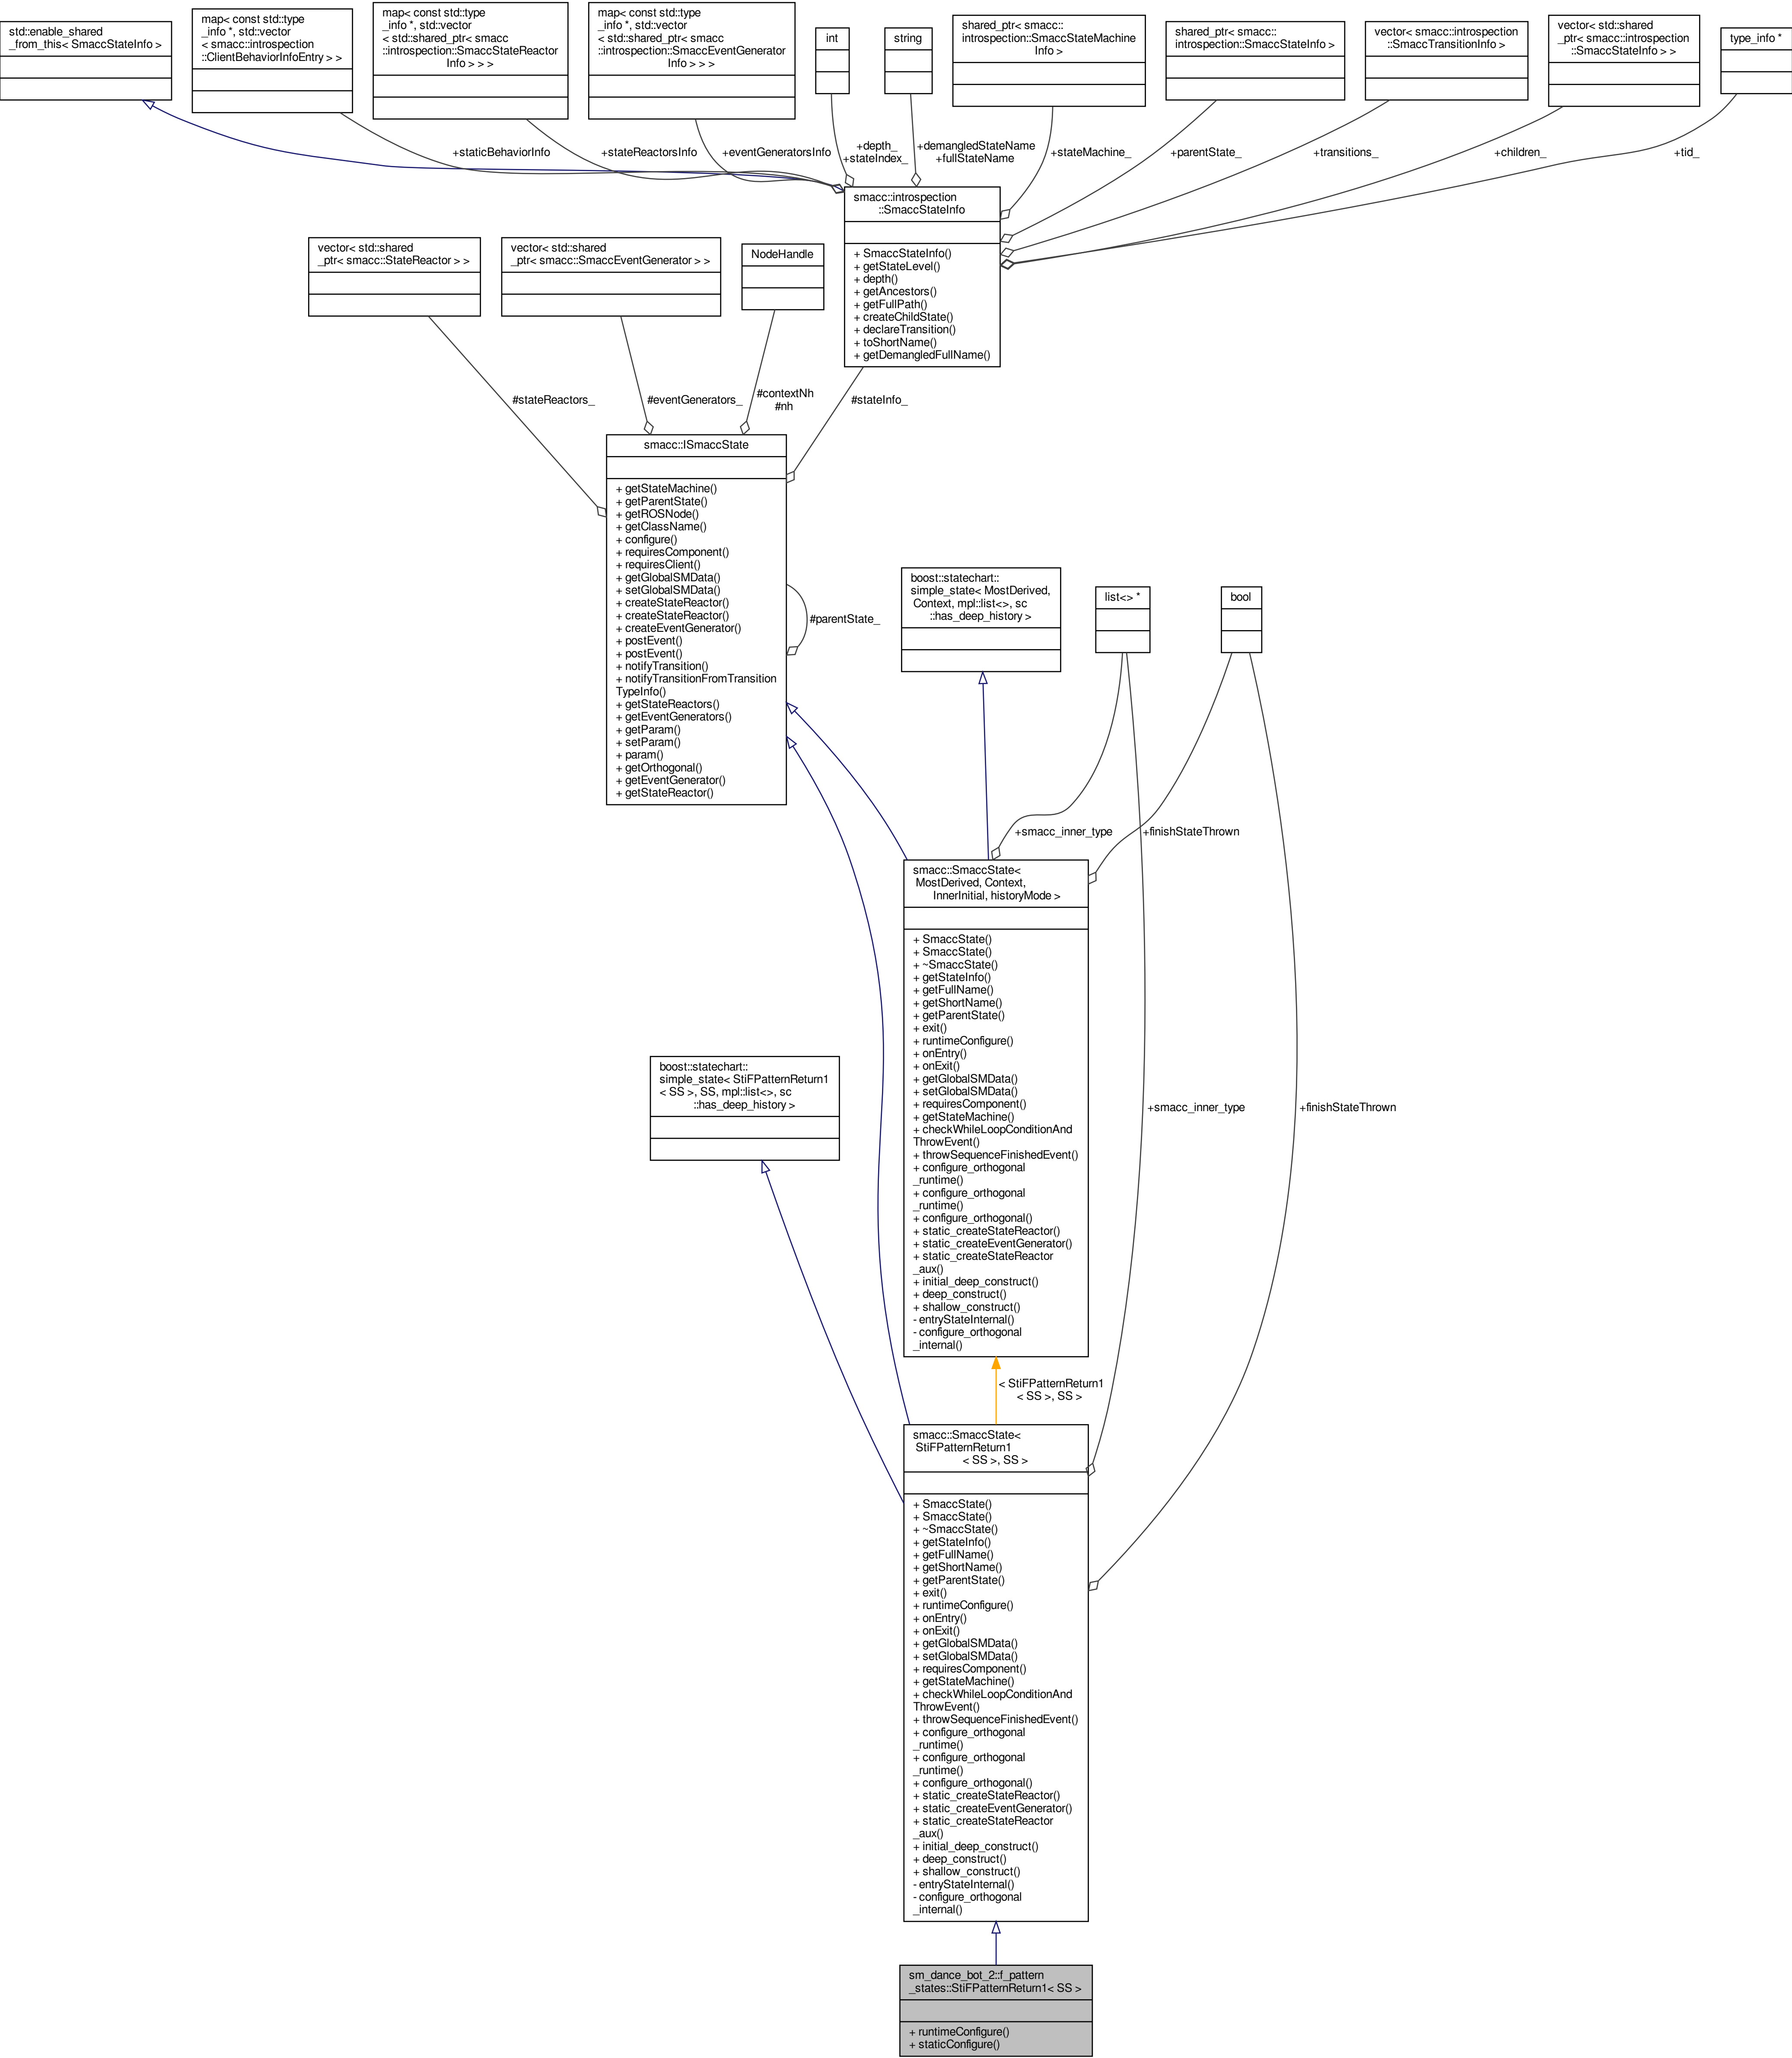 std::enable_shared
_from_this< SmaccStateInfo >
map< const std::type
_info *, std::vector
< smacc::introspection
::ClientBehaviorInfoEntry > >
map< const std::type
_info *, std::vector
< std::shared_ptr< smacc
::introspection::SmaccStateReactor
Info > > >
map< const std::type
_info *, std::vector
< std::shared_ptr< smacc
::introspection::SmaccEventGenerator
Info > > >
int
string
shared_ptr< smacc::
introspection::SmaccStateMachine
Info >
shared_ptr< smacc::
introspection::SmaccStateInfo >
vector< smacc::introspection
::SmaccTransitionInfo >
vector< std::shared
_ptr< smacc::introspection
::SmaccStateInfo > >
type_info *
+staticBehaviorInfo
+stateReactorsInfo
+eventGeneratorsInfo
+depth_
+stateIndex_
+demangledStateName
+fullStateName
+stateMachine_
+parentState_
+transitions_
+children_
+tid_
smacc::introspection
::SmaccStateInfo
+ SmaccStateInfo()
+ getStateLevel()
+ depth()
+ getAncestors()
+ getFullPath()
+ createChildState()
+ declareTransition()
+ toShortName()
+ getDemangledFullName()
vector< std::shared
_ptr< smacc::StateReactor > >
vector< std::shared
_ptr< smacc::SmaccEventGenerator > >
NodeHandle
#stateReactors_
#eventGenerators_
#contextNh
#nh
#stateInfo_
smacc::ISmaccState
+ getStateMachine()
+ getParentState()
+ getROSNode()
+ getClassName()
+ configure()
+ requiresComponent()
+ requiresClient()
+ getGlobalSMData()
+ setGlobalSMData()
+ createStateReactor()
+ createStateReactor()
+ createEventGenerator()
+ postEvent()
+ postEvent()
+ notifyTransition()
+ notifyTransitionFromTransition
TypeInfo()
+ getStateReactors()
+ getEventGenerators()
+ getParam()
+ setParam()
+ param()
+ getOrthogonal()
+ getEventGenerator()
+ getStateReactor()
#parentState_
boost::statechart::
simple_state< MostDerived,
Context, mpl::list<>, sc
::has_deep_history >
list<> *
bool
+smacc_inner_type
+finishStateThrown
smacc::SmaccState<
MostDerived, Context,
InnerInitial, historyMode >
+ SmaccState()
+ SmaccState()
+ ~SmaccState()
+ getStateInfo()
+ getFullName()
+ getShortName()
+ getParentState()
+ exit()
+ runtimeConfigure()
+ onEntry()
+ onExit()
+ getGlobalSMData()
+ setGlobalSMData()
+ requiresComponent()
+ getStateMachine()
+ checkWhileLoopConditionAnd
ThrowEvent()
+ throwSequenceFinishedEvent()
+ configure_orthogonal
_runtime()
+ configure_orthogonal
_runtime()
+ configure_orthogonal()
+ static_createStateReactor()
+ static_createEventGenerator()
+ static_createStateReactor
_aux()
+ initial_deep_construct()
+ deep_construct()
+ shallow_construct()
- entryStateInternal()
- configure_orthogonal
_internal()
boost::statechart::
simple_state< StiFPatternReturn1
< SS >, SS, mpl::list<>, sc
::has_deep_history >
+smacc_inner_type
+finishStateThrown
< StiFPatternReturn1
< SS >, SS >
smacc::SmaccState<
StiFPatternReturn1
< SS >, SS >
+ SmaccState()
+ SmaccState()
+ ~SmaccState()
+ getStateInfo()
+ getFullName()
+ getShortName()
+ getParentState()
+ exit()
+ runtimeConfigure()
+ onEntry()
+ onExit()
+ getGlobalSMData()
+ setGlobalSMData()
+ requiresComponent()
+ getStateMachine()
+ checkWhileLoopConditionAnd
ThrowEvent()
+ throwSequenceFinishedEvent()
+ configure_orthogonal
_runtime()
+ configure_orthogonal
_runtime()
+ configure_orthogonal()
+ static_createStateReactor()
+ static_createEventGenerator()
+ static_createStateReactor
_aux()
+ initial_deep_construct()
+ deep_construct()
+ shallow_construct()
- entryStateInternal()
- configure_orthogonal
_internal()
sm_dance_bot_2::f_pattern
_states::StiFPatternReturn1< SS >
+ runtimeConfigure()
+ staticConfigure()